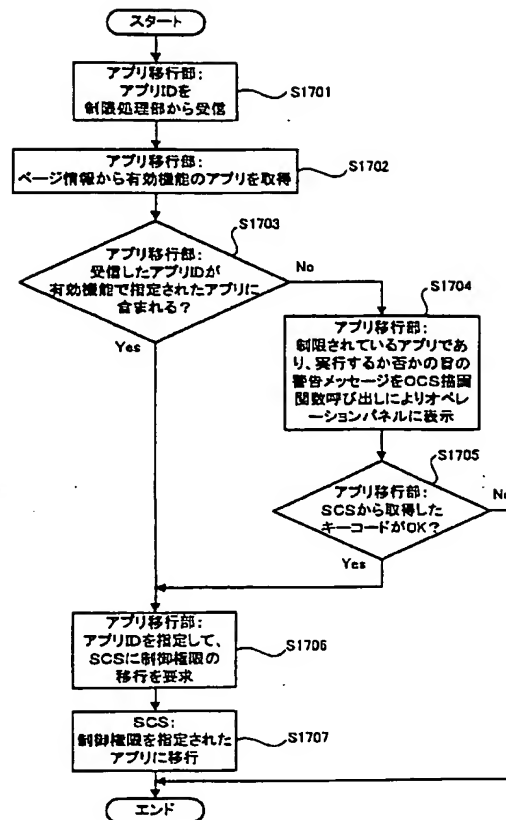 スタート
アプリ移行部:
アプリIDを
制限処理部から受信
S1701
アプリ移行部:
ページ情報から有効機能のアプリを取得
S1702
S1703
アプリ移行部:
受信したアプリIDが
有効機能で指定されたアプリに
含まれる?
No
Yes
S1704
アプリ移行部:
制限されているアプリであ
り、実行するか否かの旨の
警告メッセージをOCS描画
関数呼び出しによりオペレ
ーションパネルに表示
S1705
アプリ移行部:
SCSから取得した
キーコードがOK?
No
Yes
アプリ移行部:
アプリIDを指定して、
SCSに制御権限の
移行を要求
S1706
SCS:
制御権限を指定された
アプリに移行
S1707
エンド